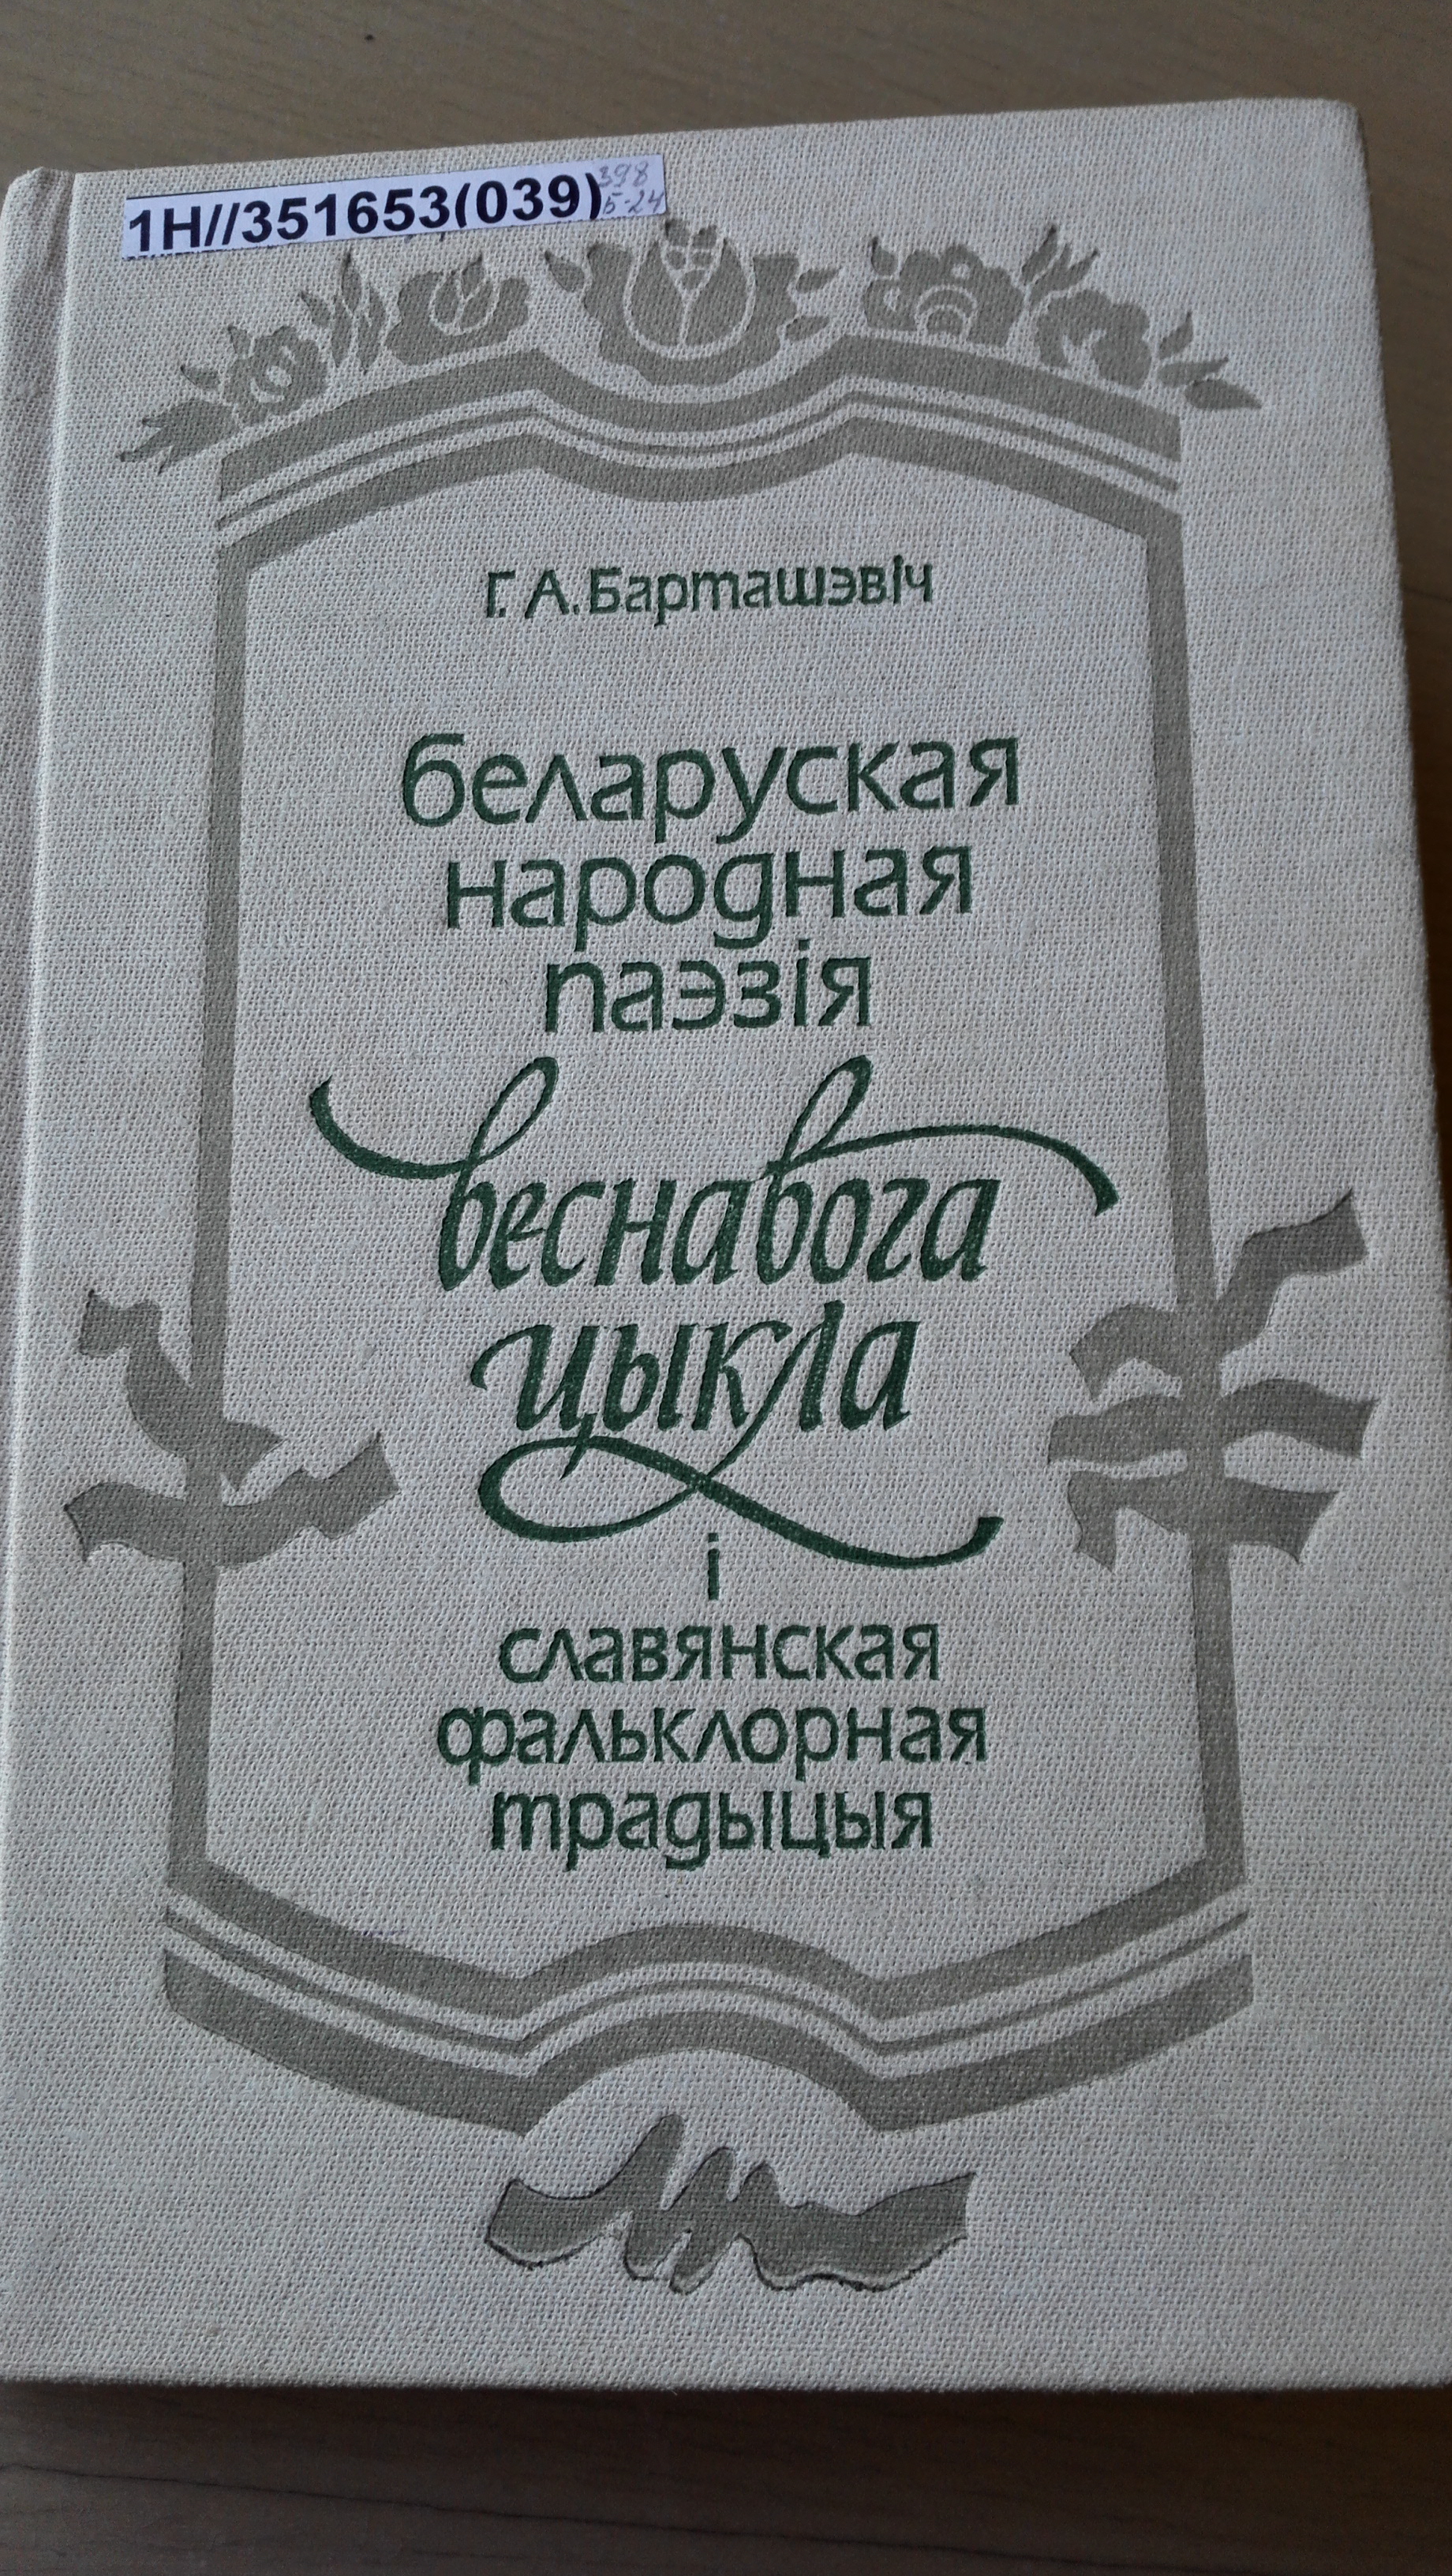 1Н//351653(039)
398
Б-24
Г. А. Барташэвіч
беларуская
народная
паэзія
веснавога
цыкла
і
славянская
фальклорная
традыцыя